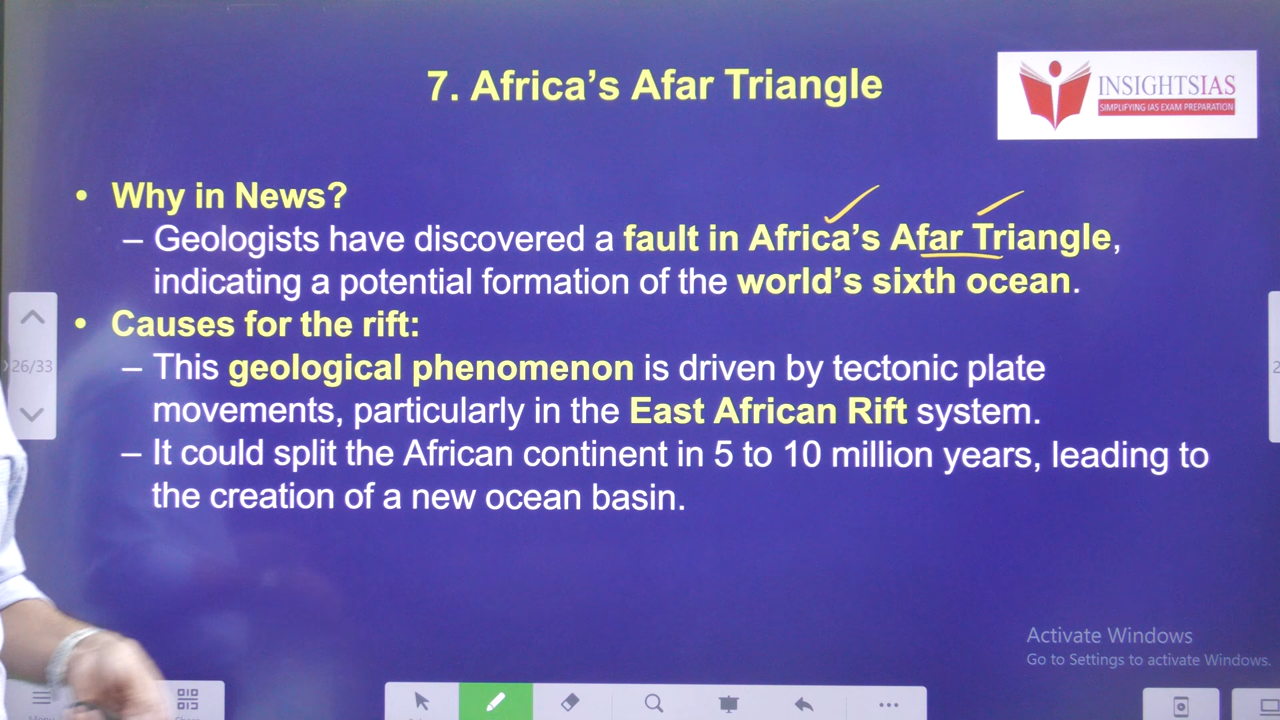 7. Africa's Afar Triangle
INSIGHTSIAS
SIMPLIFYING IAS EXAM PREPARATION
• Why in News?
– Geologists have discovered a fault in Africa's Afar Triangle,
indicating a potential formation of the world's sixth ocean.
• Causes for the rift:
– This geological phenomenon is driven by tectonic plate
movements, particularly in the East African Rift system.
– It could split the African continent in 5 to 10 million years, leading to
the creation of a new ocean basin.
26/33
2
Activate Windows
Go to Settings to activate Windows.